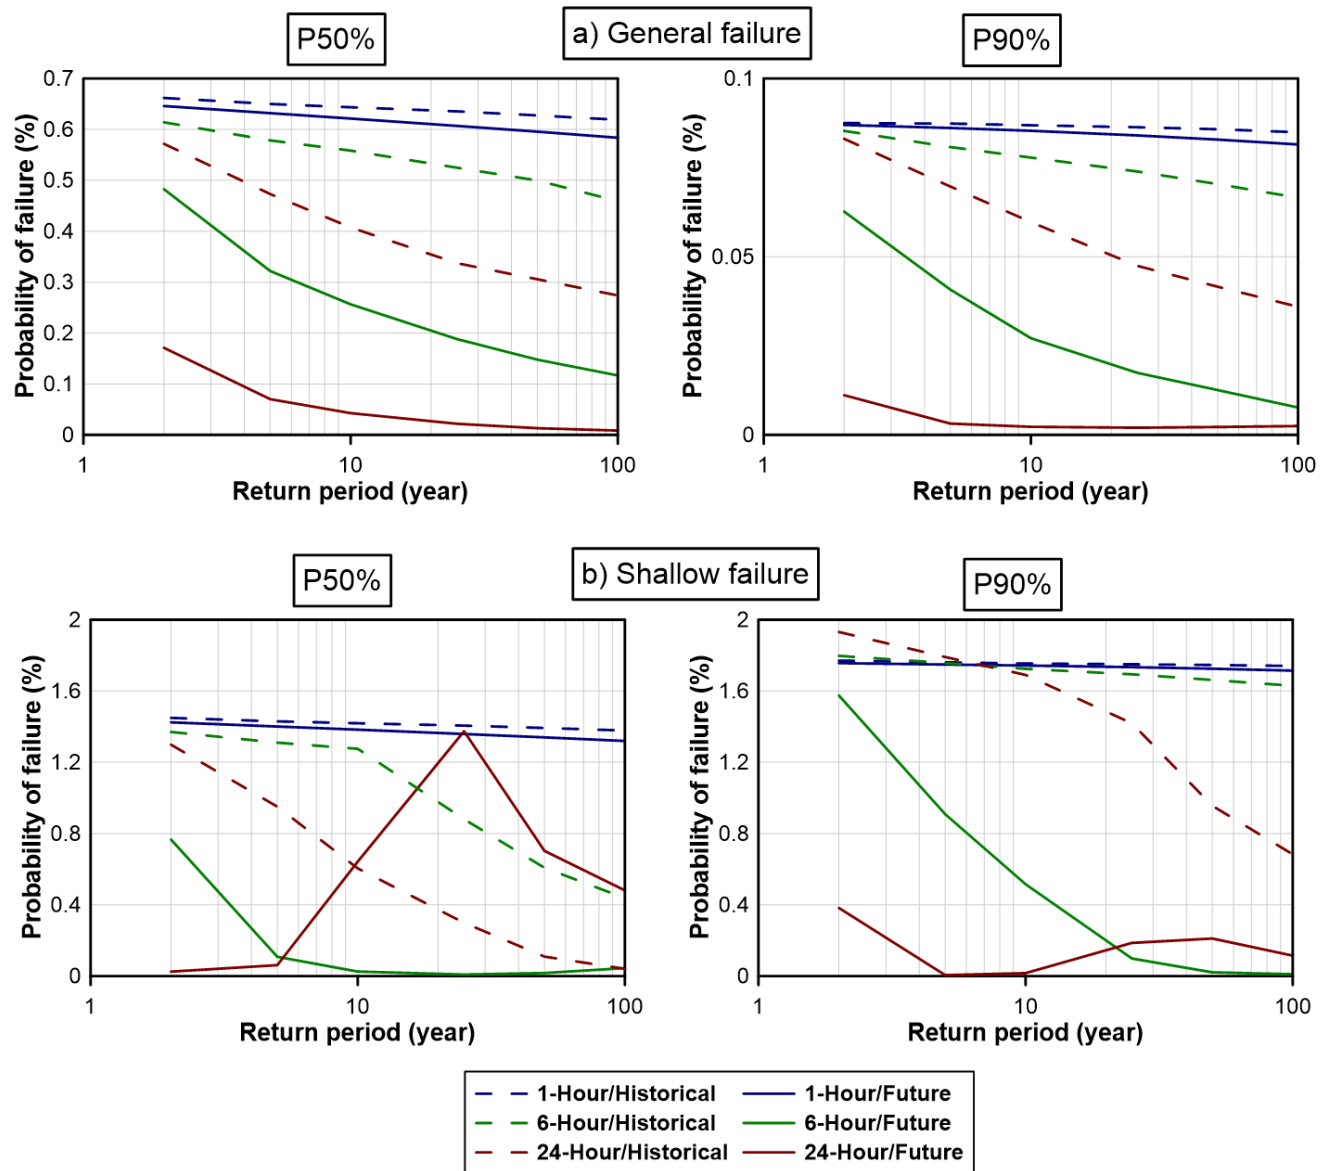 P50%
a) General failure
P90%
Probability of failure (%)
0.7
0.6
0.5
0.4
0.3
0.2
0.1
0
1
10
100
Return period (year)
Probability of failure (%)
0.1
0.05
0
1
10
100
Return period (year)
P50%
b) Shallow failure
P90%
Probability of failure (%)
2
1.6
1.2
0.8
0.4
0
1
10
100
Return period (year)
Probability of failure (%)
2
1.6
1.2
0.8
0.4
0
1
10
100
Return period (year)
1-Hour/Historical
1-Hour/Future
6-Hour/Historical
6-Hour/Future
24-Hour/Historical
24-Hour/Future